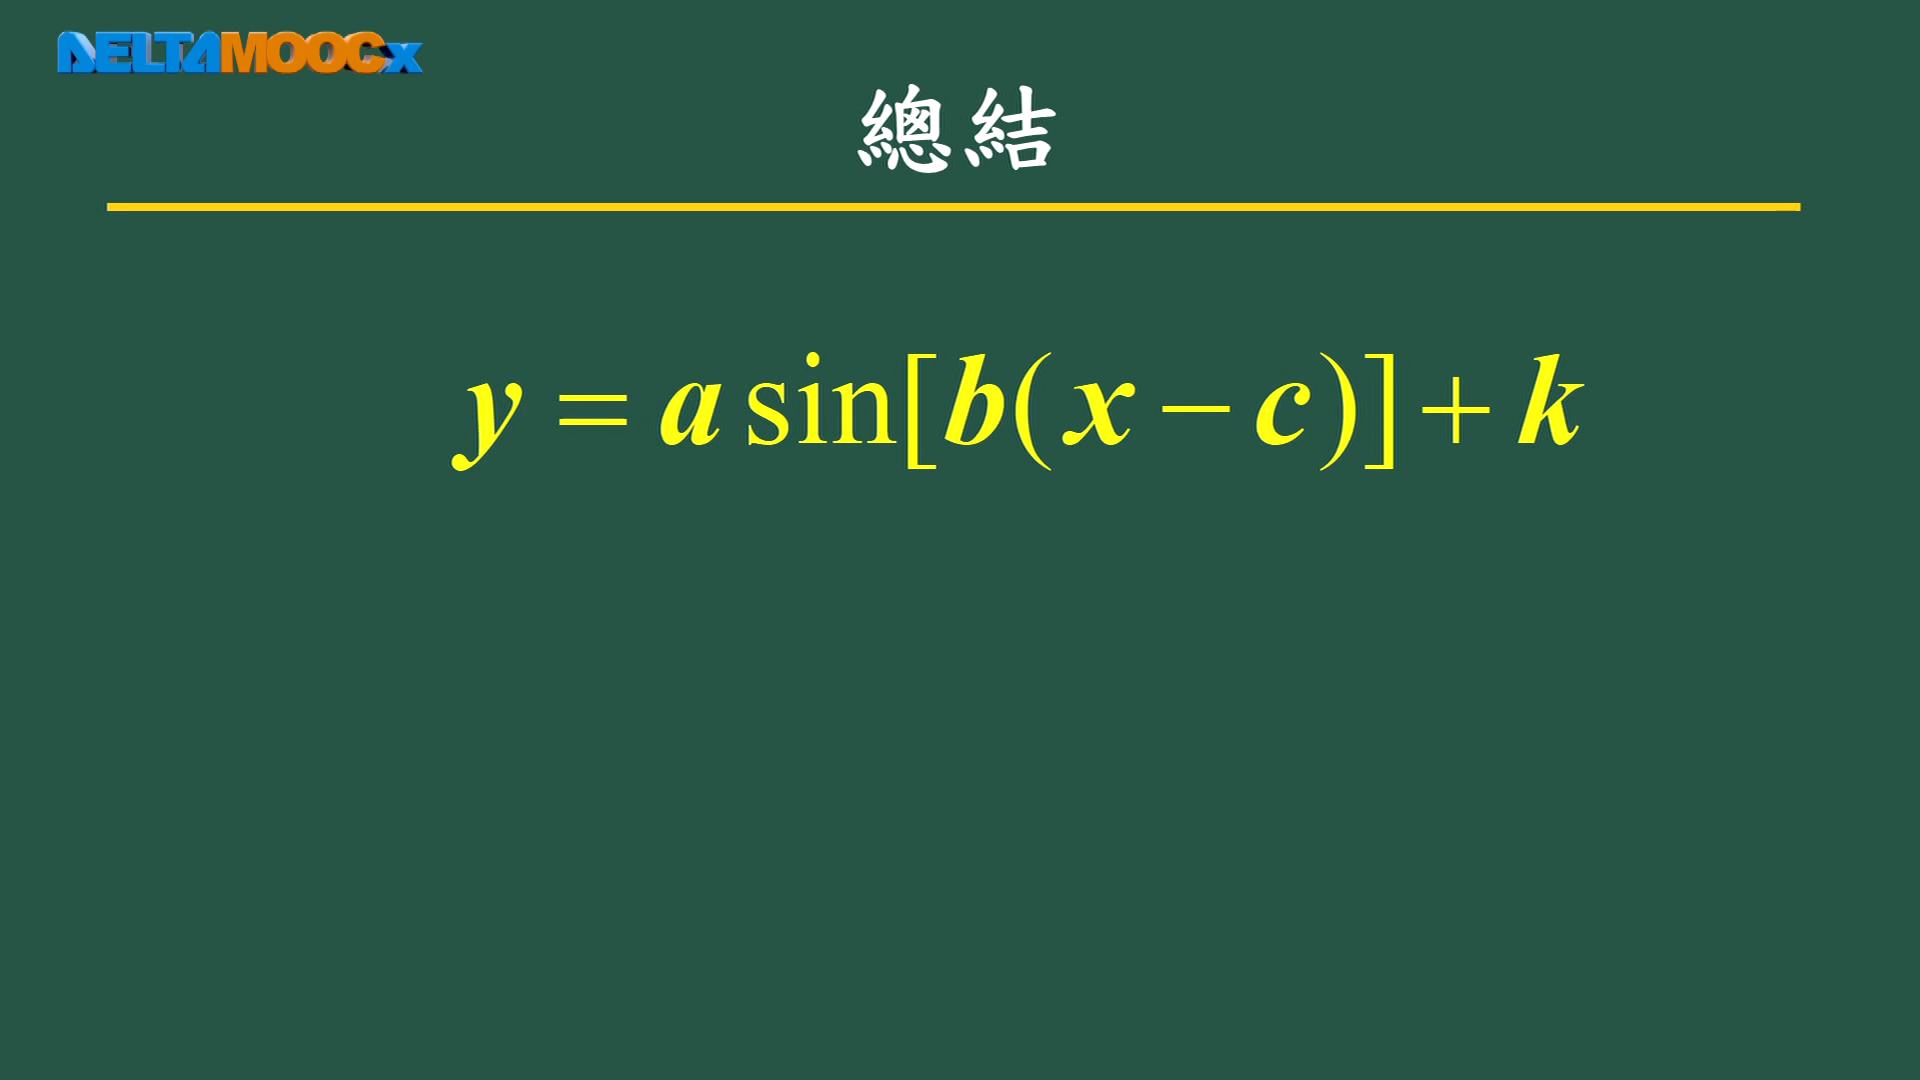 DELTAMOOCx
總結
y = a sin[b(x − c)] + k